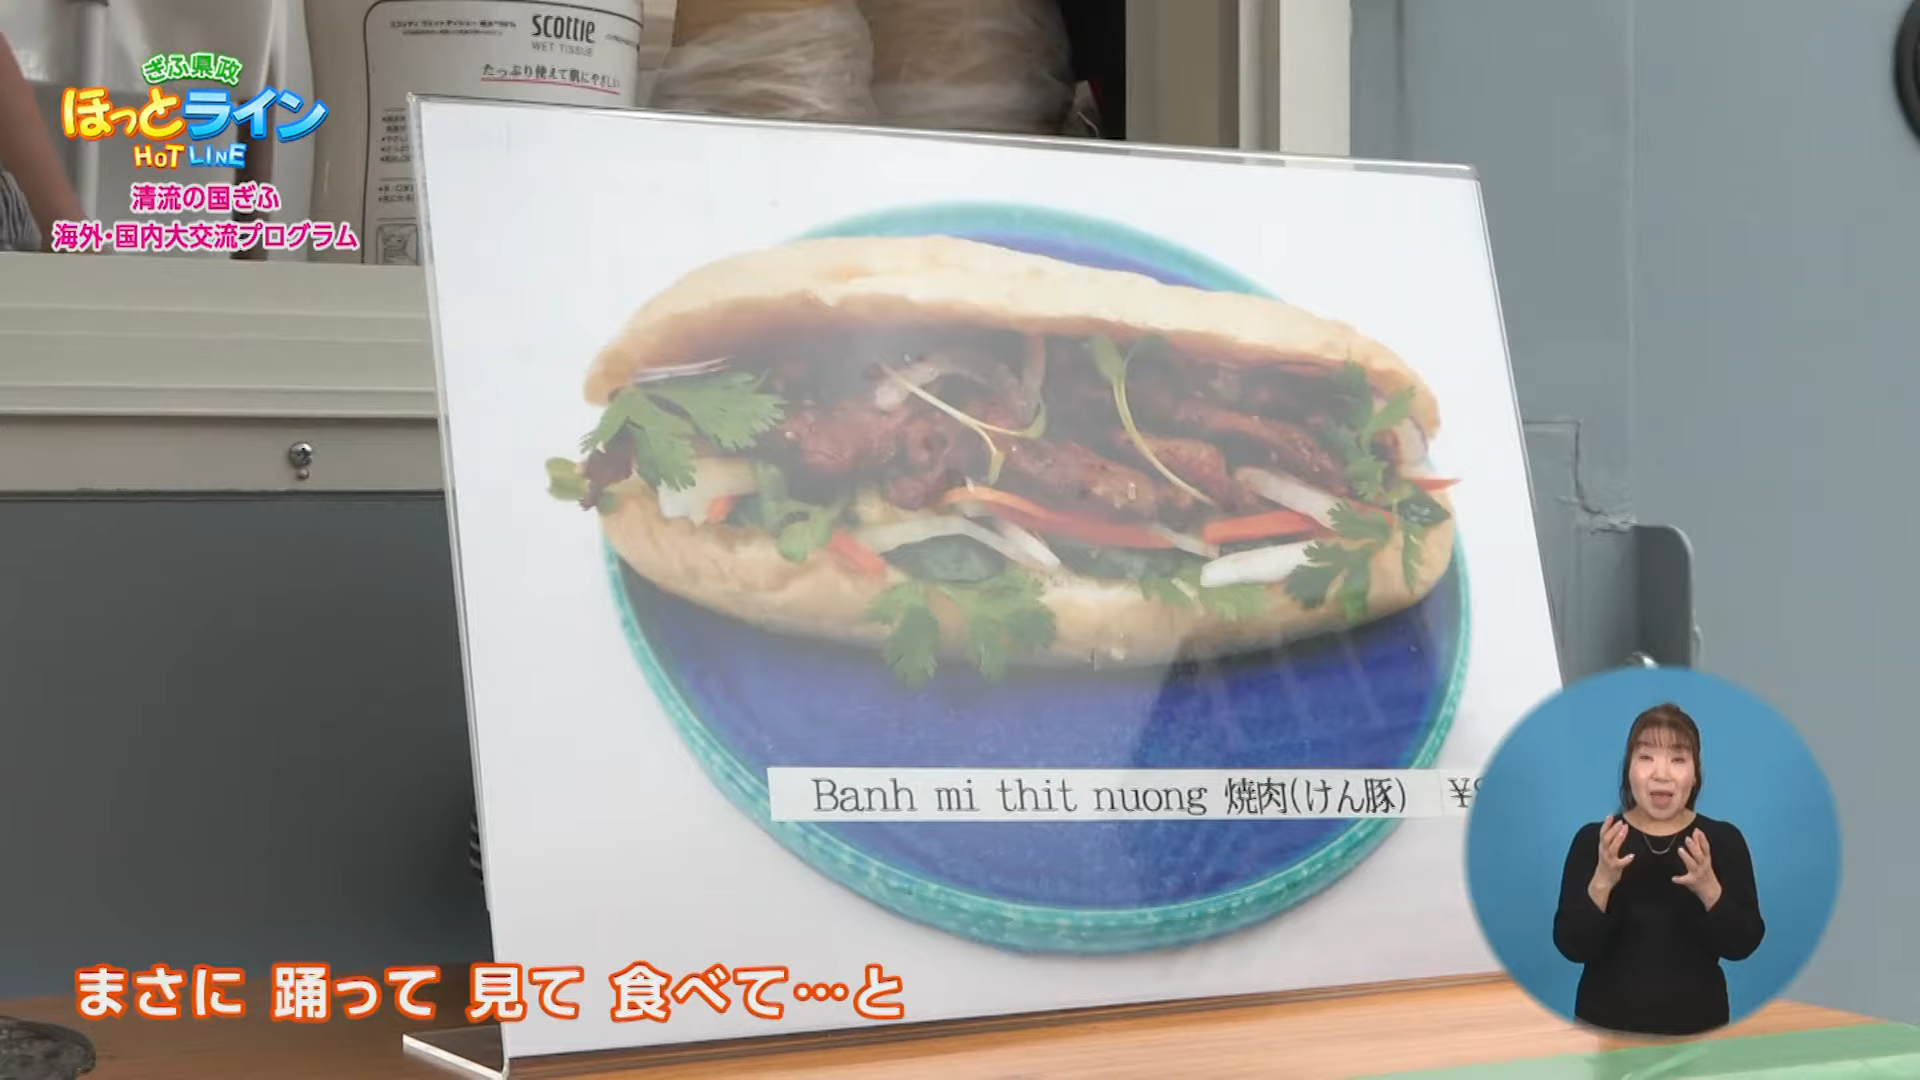 scottie
WET TISSUE
たっぷり使えて肌にやさしい
ぎふ県政
ほっとライン
HOT LINE
清流の国ぎふ
海外・国内大交流プログラム
Banh mi thit nuong 焼肉(けん豚) ¥
まさに 踊って 見て 食べて…と